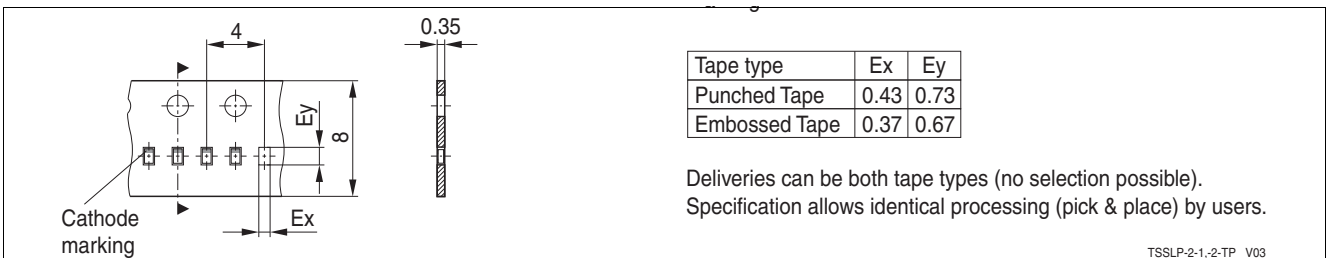 4
0.35
Ey
8
Ex
Cathode
marking
Tape type Ex Ey
Punched Tape 0.43 0.73
Embossed Tape 0.37 0.67
Deliveries can be both tape types (no selection possible).
Specification allows identical processing (pick & place) by users.
TSSLP-2-1,-2-TP V03